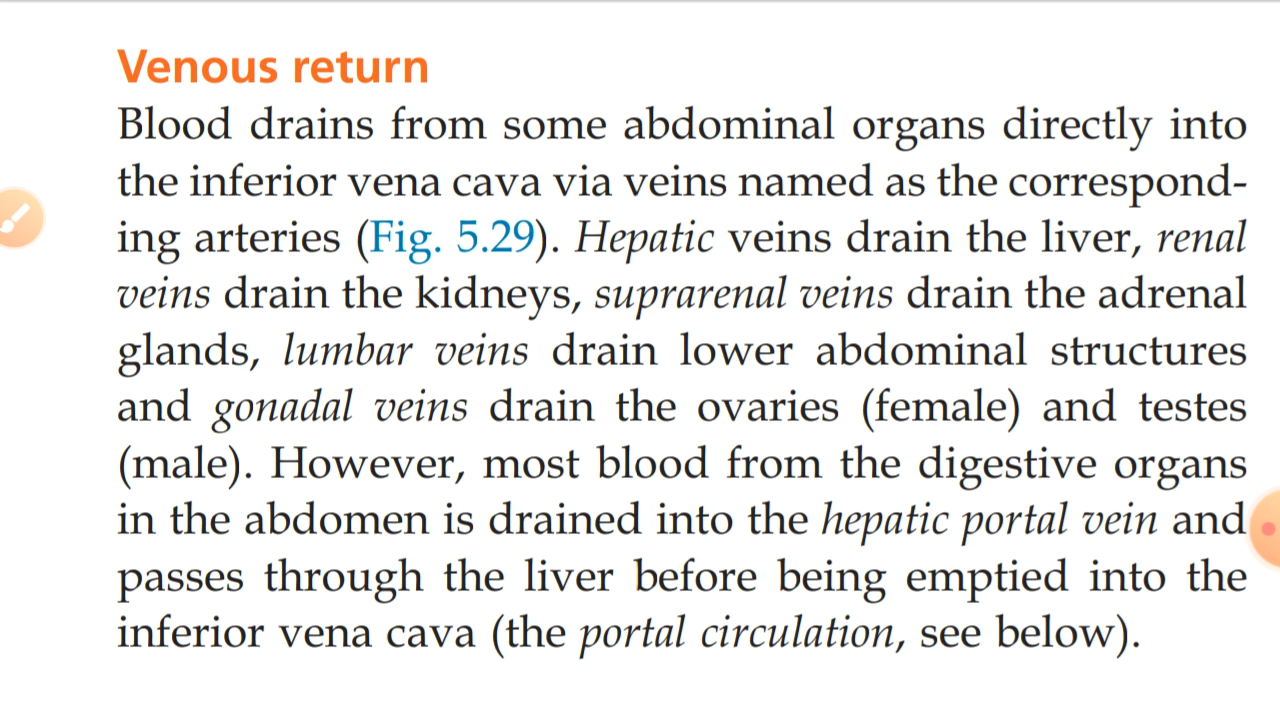 Venous return
Blood drains from some abdominal organs directly into
the inferior vena cava via veins named as the correspond-
ing arteries (Fig. 5.29). Hepatic veins drain the liver, renal
veins drain the kidneys, suprarenal veins drain the adrenal
glands, lumbar veins drain lower abdominal structures
and gonadal veins drain the ovaries (female) and testes
(male). However, most blood from the digestive organs
in the abdomen is drained into the hepatic portal vein and
passes through the liver before being emptied into the
inferior vena cava (the portal circulation, see below).